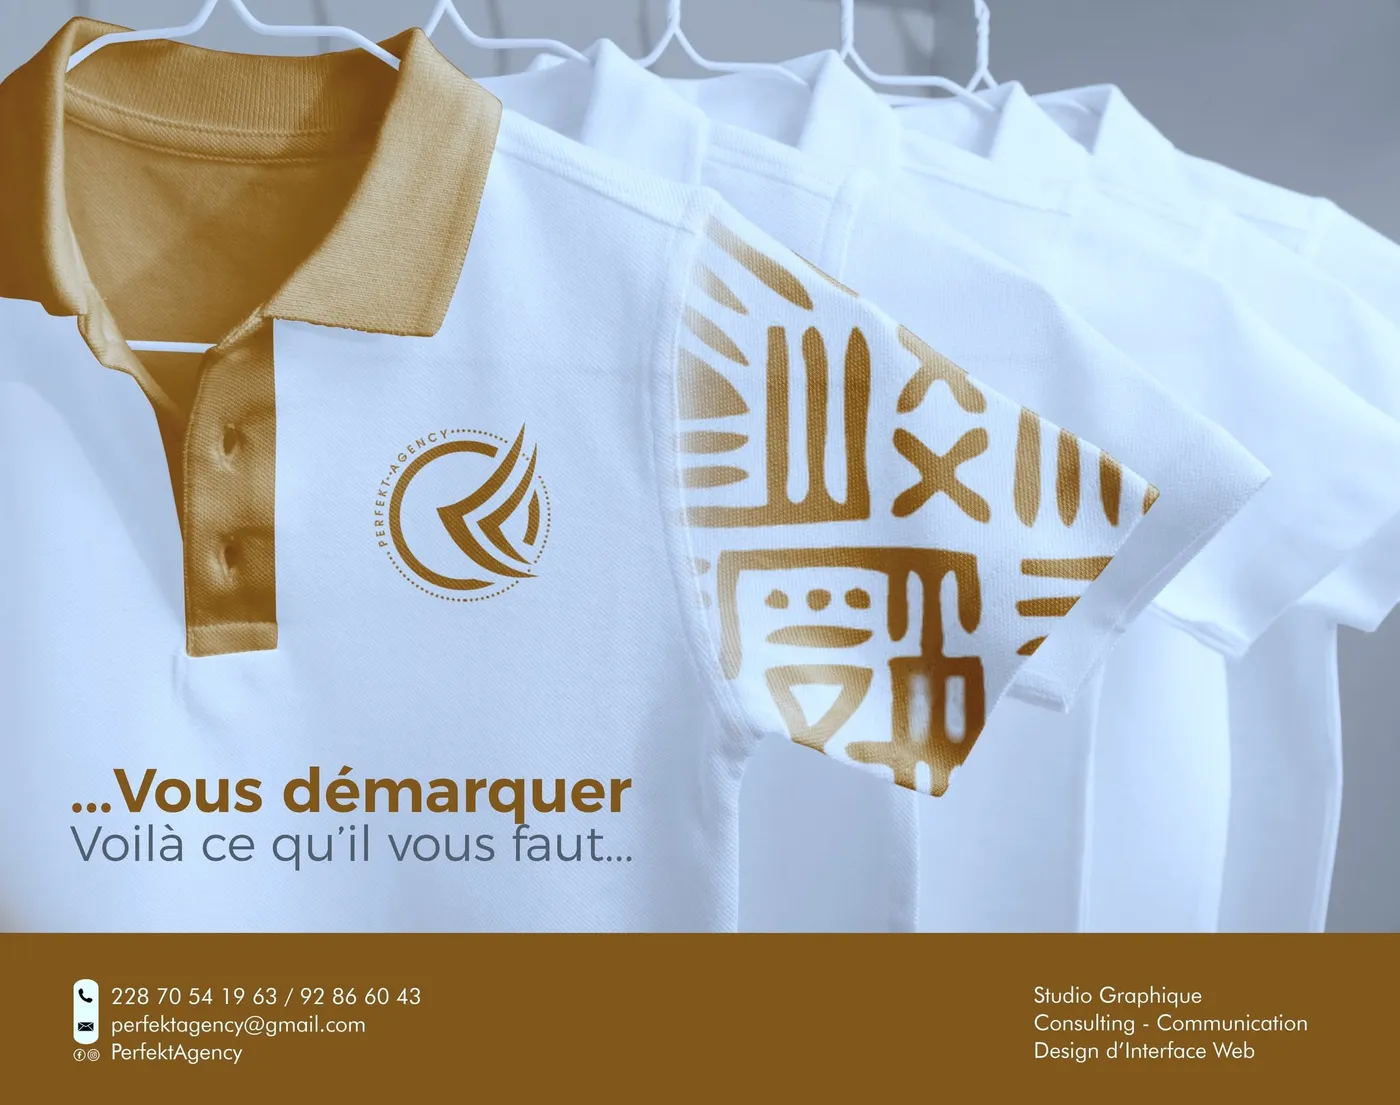 PERFEKT-AGENCY
...Vous démarquer
Voilà ce qu'il vous faut...
228 70 54 19 63 / 92 86 60 43
perfektagency@gmail.com
PerfektAgency
Studio Graphique
Consulting - Communication
Design d'Interface Web